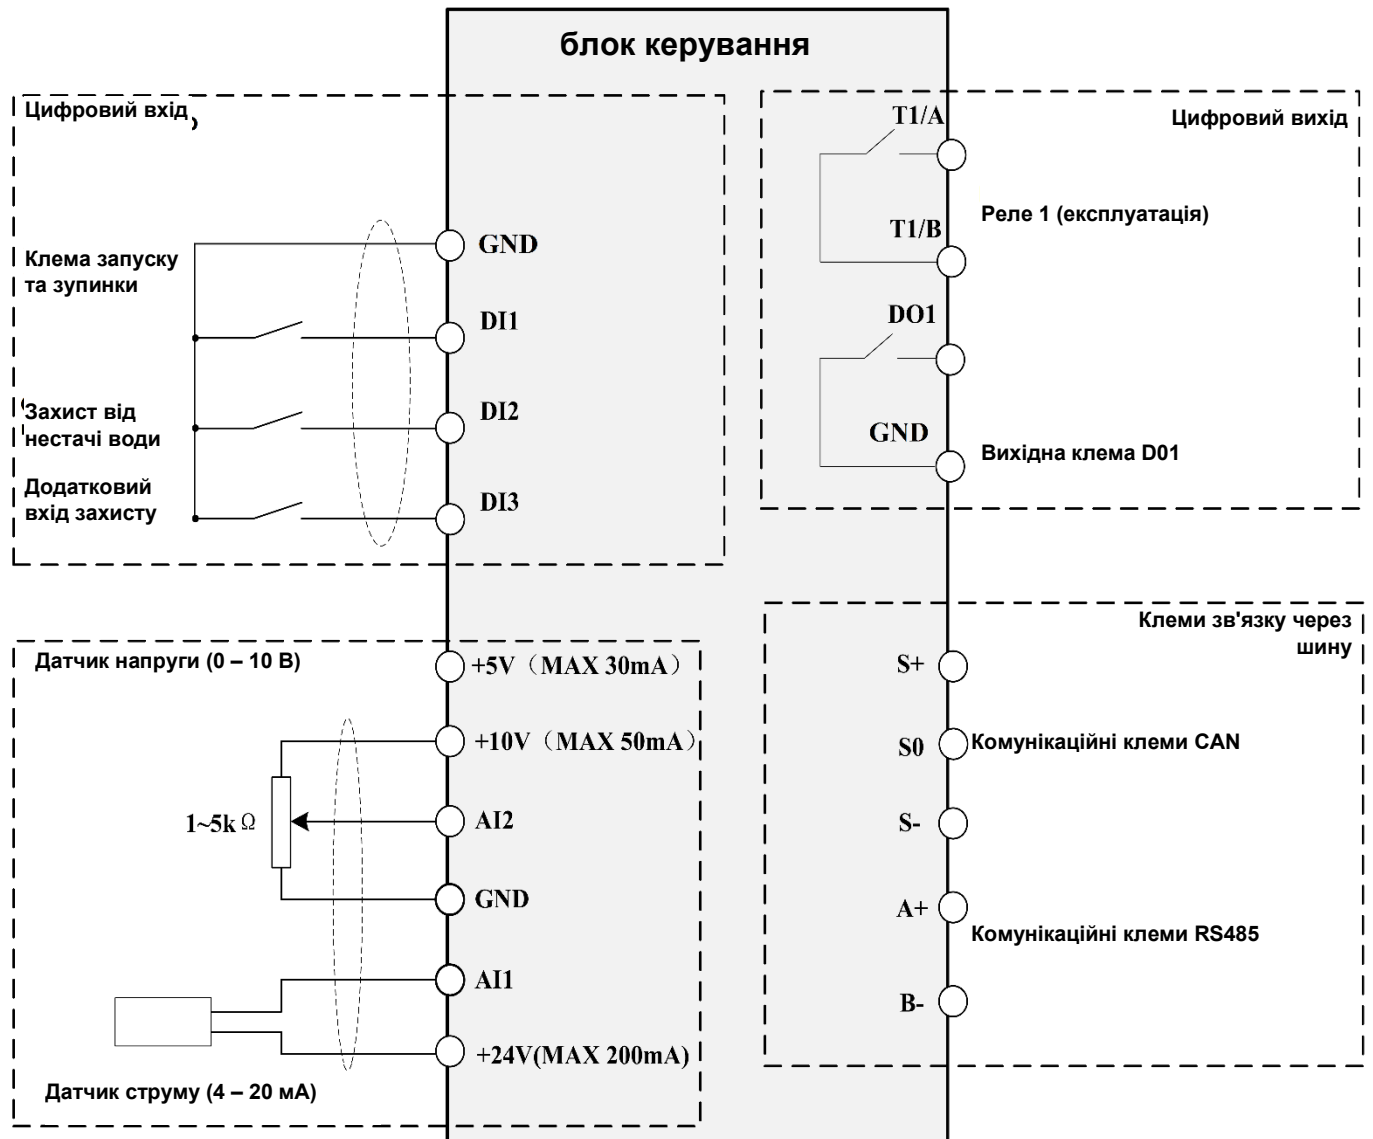 блок керування
Цифровий вхід
Клема запуску
та зупинки
Захист від
нестачі води
Додатковий
вхід захисту
GND
DI1
DI2
DI3
T1/A
Цифровий вихід
Реле 1 (експлуатація)
T1/B
DO1
GND
Вихідна клема D01
Датчик напруги (0 – 10 В)
+5V（MAX 30mA）
+10V（MAX 50mA）
1~5k Ω
AI2
GND
AI1
+24V(MAX 200mA)
Датчик струму (4 – 20 мА)
Клеми зв'язку через
шину
S+
S0
Комунікаційні клеми CAN
S-
A+
Комунікаційні клеми RS485
B-